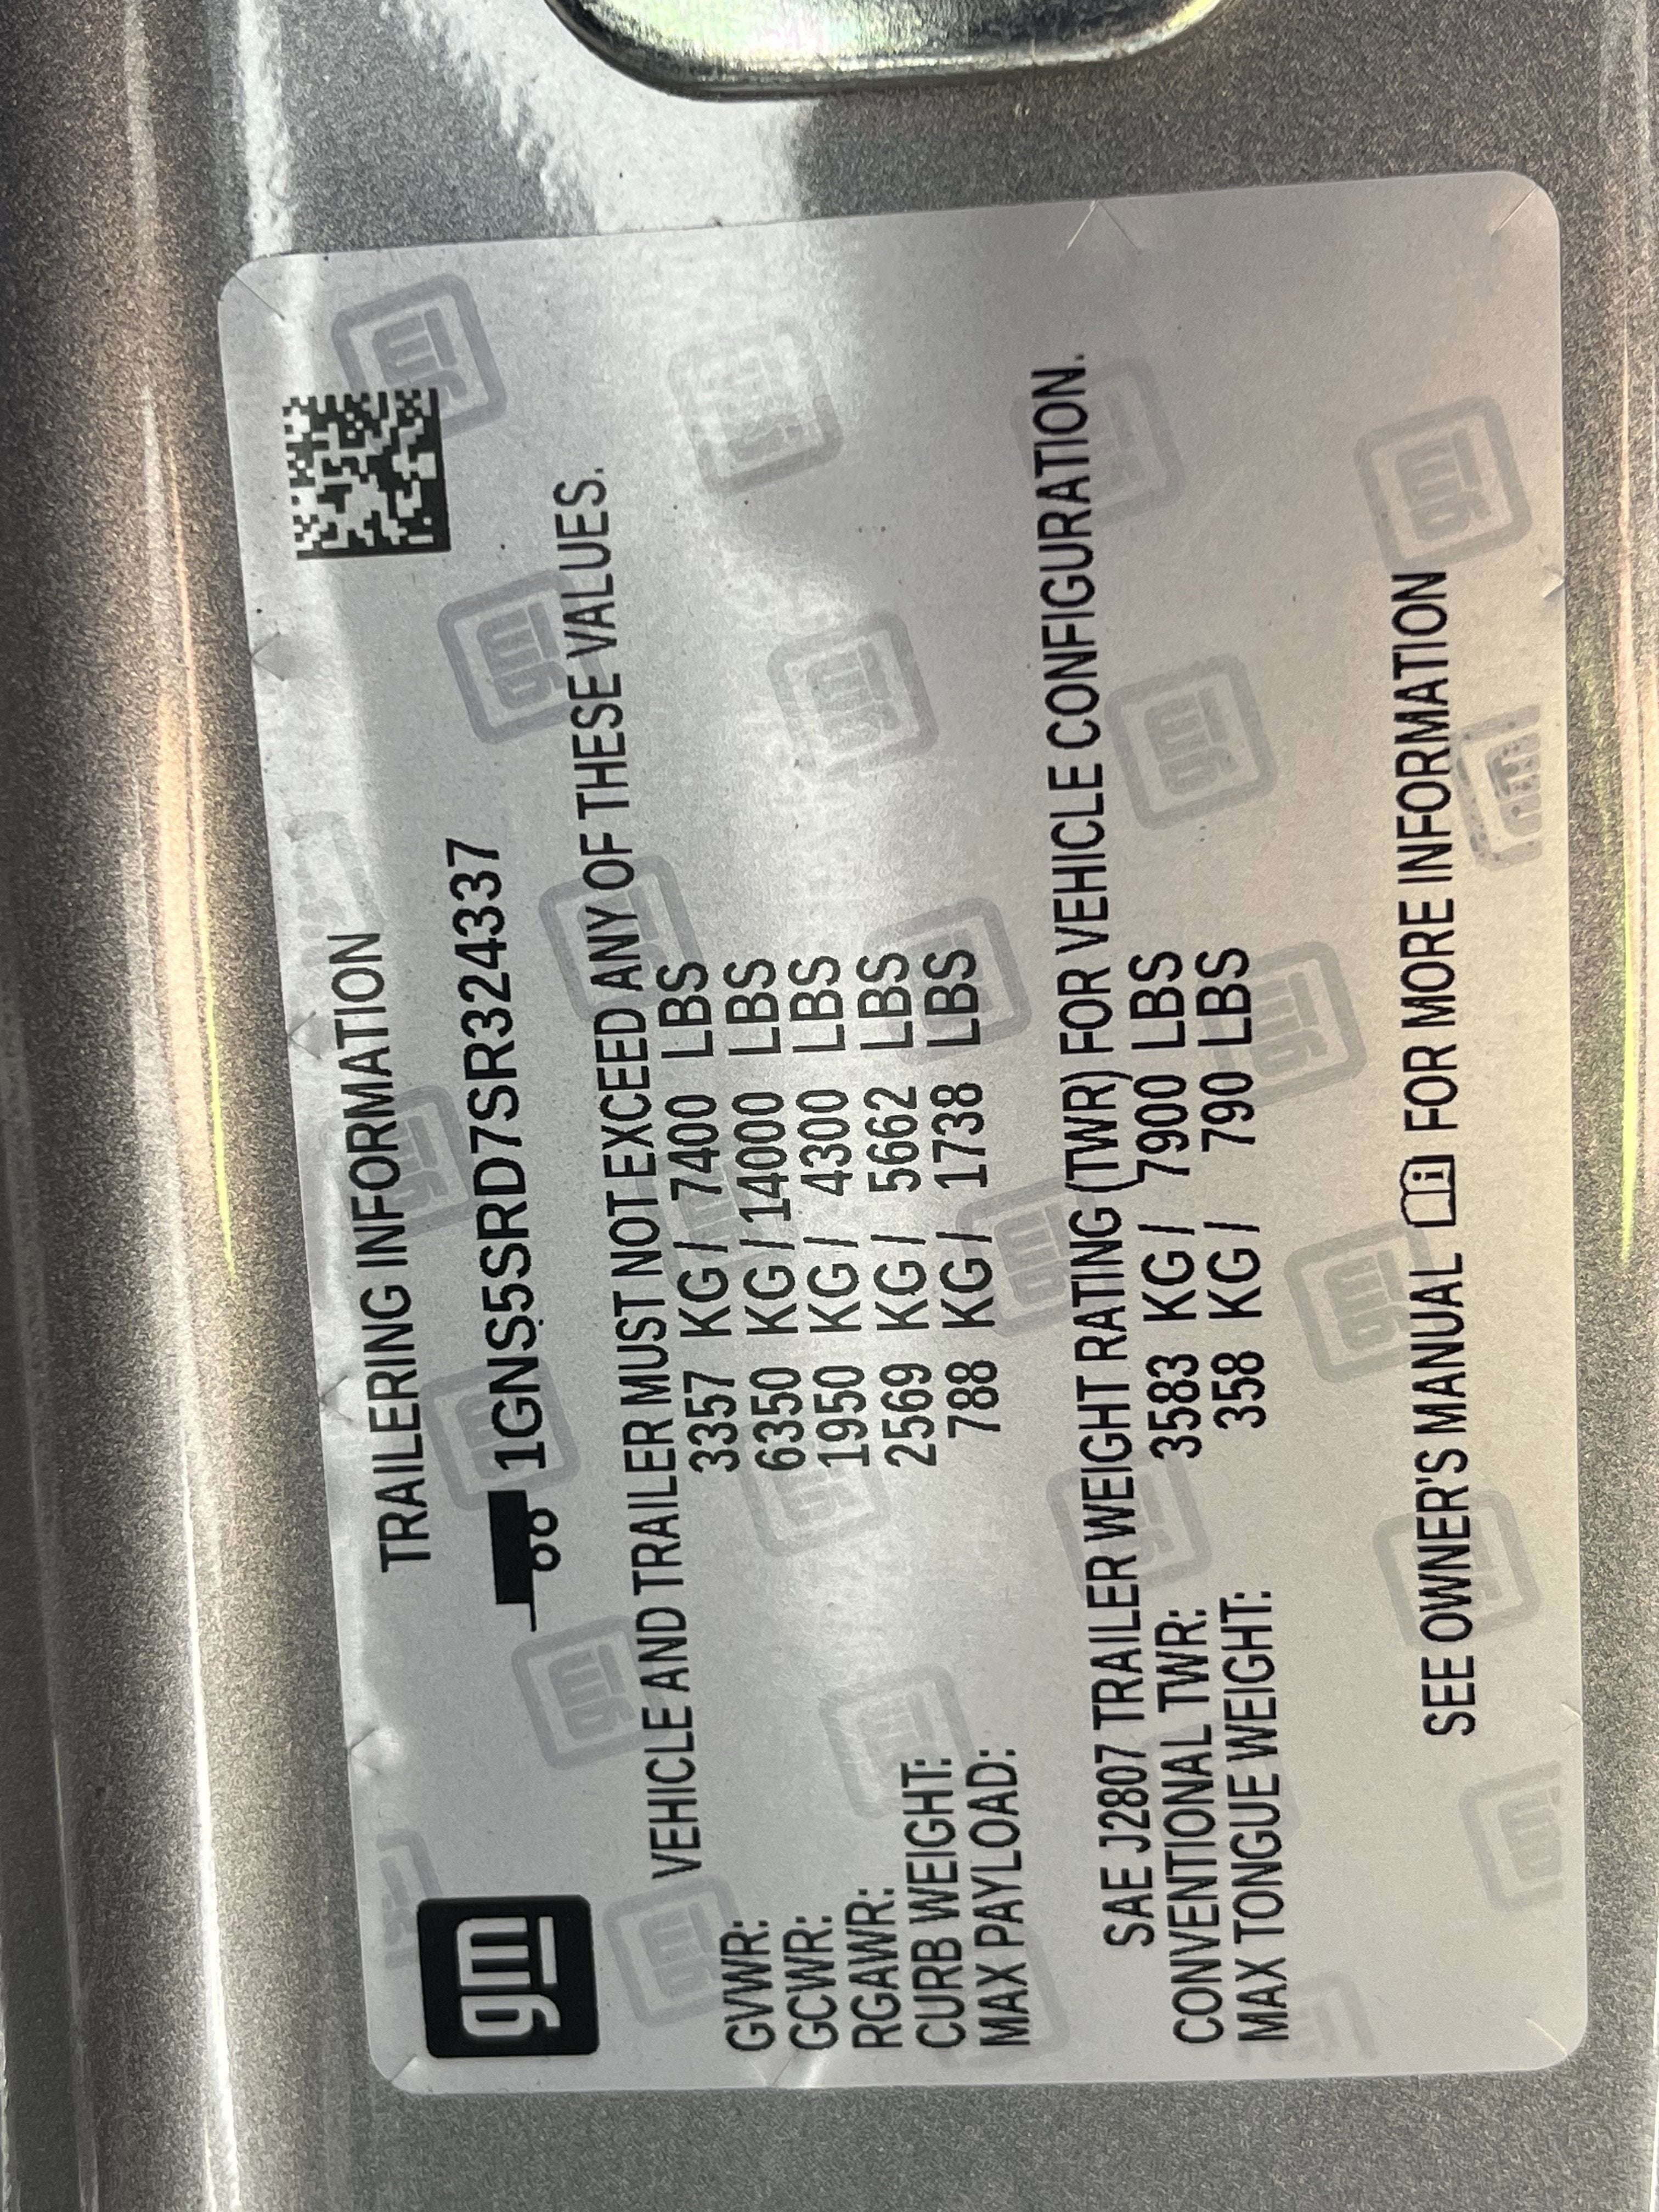 gm
TRAILERING INFORMATION
1GNS5SRD7SR324337
VEHICLE AND TRAILER MUST NOT EXCEED ANY OF THESE VALUES.
GVWR: 3357 KG / 7400 LBS
GCWR: 6350 KG / 14000 LBS
RGAWR: 1950 KG / 4300 LBS
CURB WEIGHT: 2569 KG / 5662 LBS
MAX PAYLOAD: 788 KG / 1738 LBS
SAE J2807 TRAILER WEIGHT RATING (TWR) FOR VEHICLE CONFIGURATION.
CONVENTIONAL TWR: 3583 KG / 7900 LBS
MAX TONGUE WEIGHT: 358 KG / 790 LBS
SEE OWNER'S MANUAL FOR MORE INFORMATION